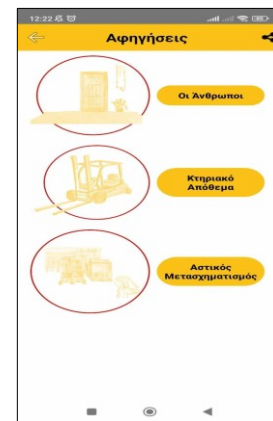 12:22
Αφηγήσεις
Οι Άνθρωποι
Κτηριακό
Απόθεμα
Αστικός
Μετασχηματισμός